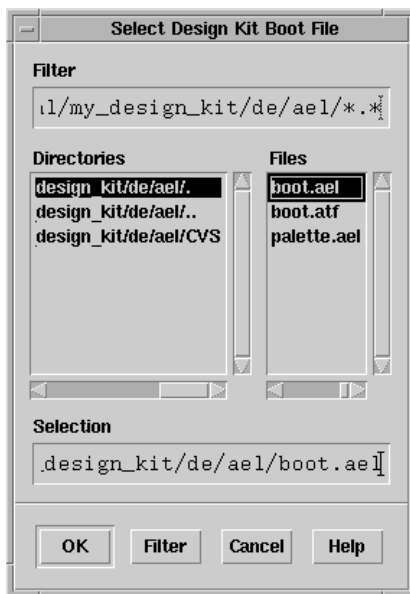 Select Design Kit Boot File
Filter
l/my_design_kit/de/ael/*.*
Directories
Files
design_kit/de/ael/.
boot.ael
design_kit/de/ael/..
boot.atf
design_kit/de/ael/CVS
palette.ael
Selection
_design_kit/de/ael/boot.ael
OK
Filter
Cancel
Help